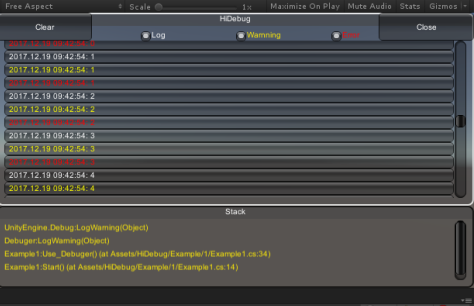 Free Aspect Scale 1x Maximize On Play Mute Audio Stats Gizmos
HiDebug
Clear Close
Log Warnning
2017.12.19 09:42:54: 1
2017.12.19 09:42:54: 1
2017.12.19 09:42:54: 2
2017.12.19 09:42:54: 2
2017.12.19 09:42:54: 3
2017.12.19 09:42:54: 3
2017.12.19 09:42:54: 4
2017.12.19 09:42:54: 4
Stack
UnityEngine.Debug:LogWarning(Object)
Debuger:LogWarning(Object)
Example1:Use_Debuger() (at Assets/HiDebug/Example/1/Example1.cs:34)
Example1:Start() (at Assets/HiDebug/Example/1/Example1.cs:14)